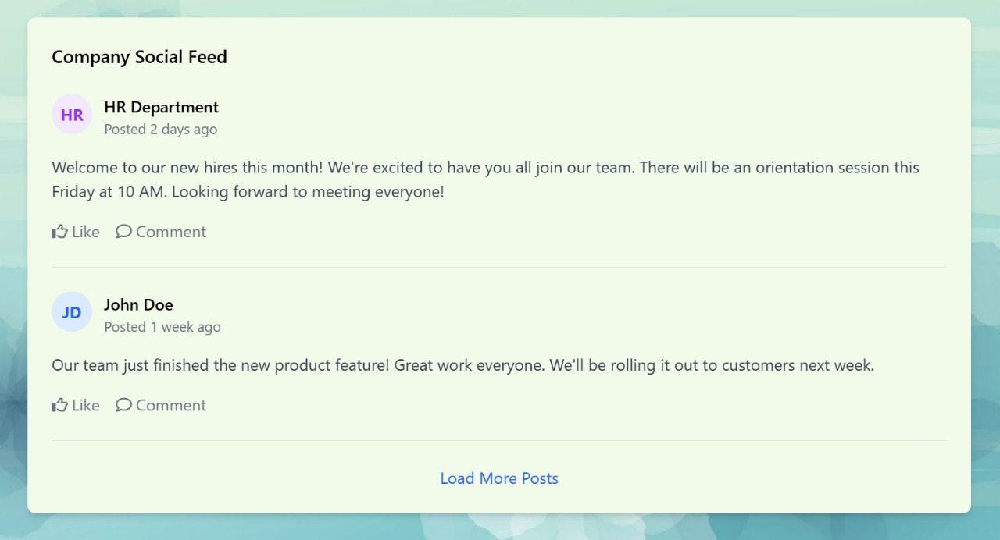 Company Social Feed
HR
HR Department
Posted 2 days ago
Welcome to our new hires this month! We're excited to have you all join our team. There will be an orientation session this
Friday at 10 AM. Looking forward to meeting everyone!
Like Comment
JD
John Doe
Posted 1 week ago
Our team just finished the new product feature! Great work everyone. We'll be rolling it out to customers next week.
Like Comment
Load More Posts